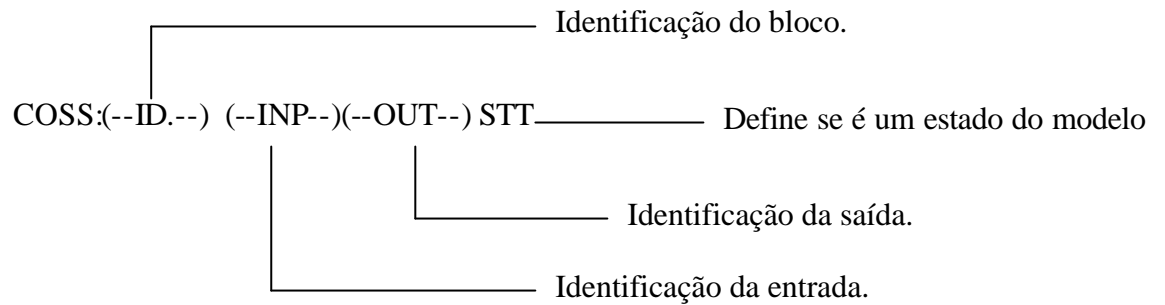 Identificação do bloco.
COSS:(--ID.--) (--INP--)(--OUT--) STT Define se é um estado do modelo
Identificação da saída.
Identificação da entrada.